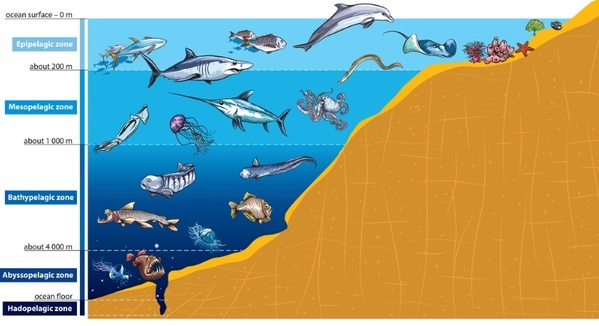 ocean surface – 0 m
Epipelagic zone
about 200 m
Mesopelagic zone
about 1 000 m
Bathypelagic zone
about 4 000 m
Abyssopelagic zone
ocean floor
Hadopelagic zone